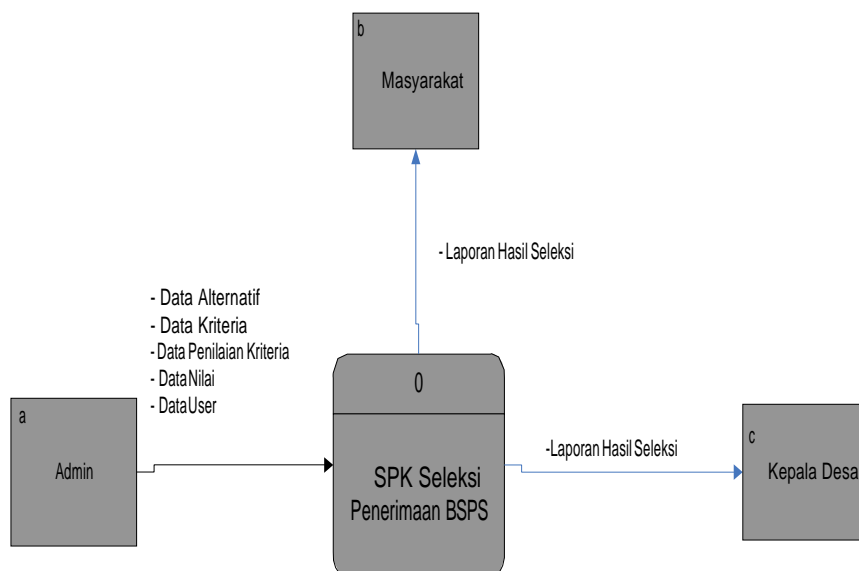 b
Masyarakat
- Laporan Hasil Seleksi
- Data Alternatif
- Data Kriteria
- Data Penilaian Kriteria
- Data Nilai
- Data User
a
Admin
0
SPK Seleksi
Penerimaan BSPS
-Laporan Hasil Seleksi
c
Kepala Desa